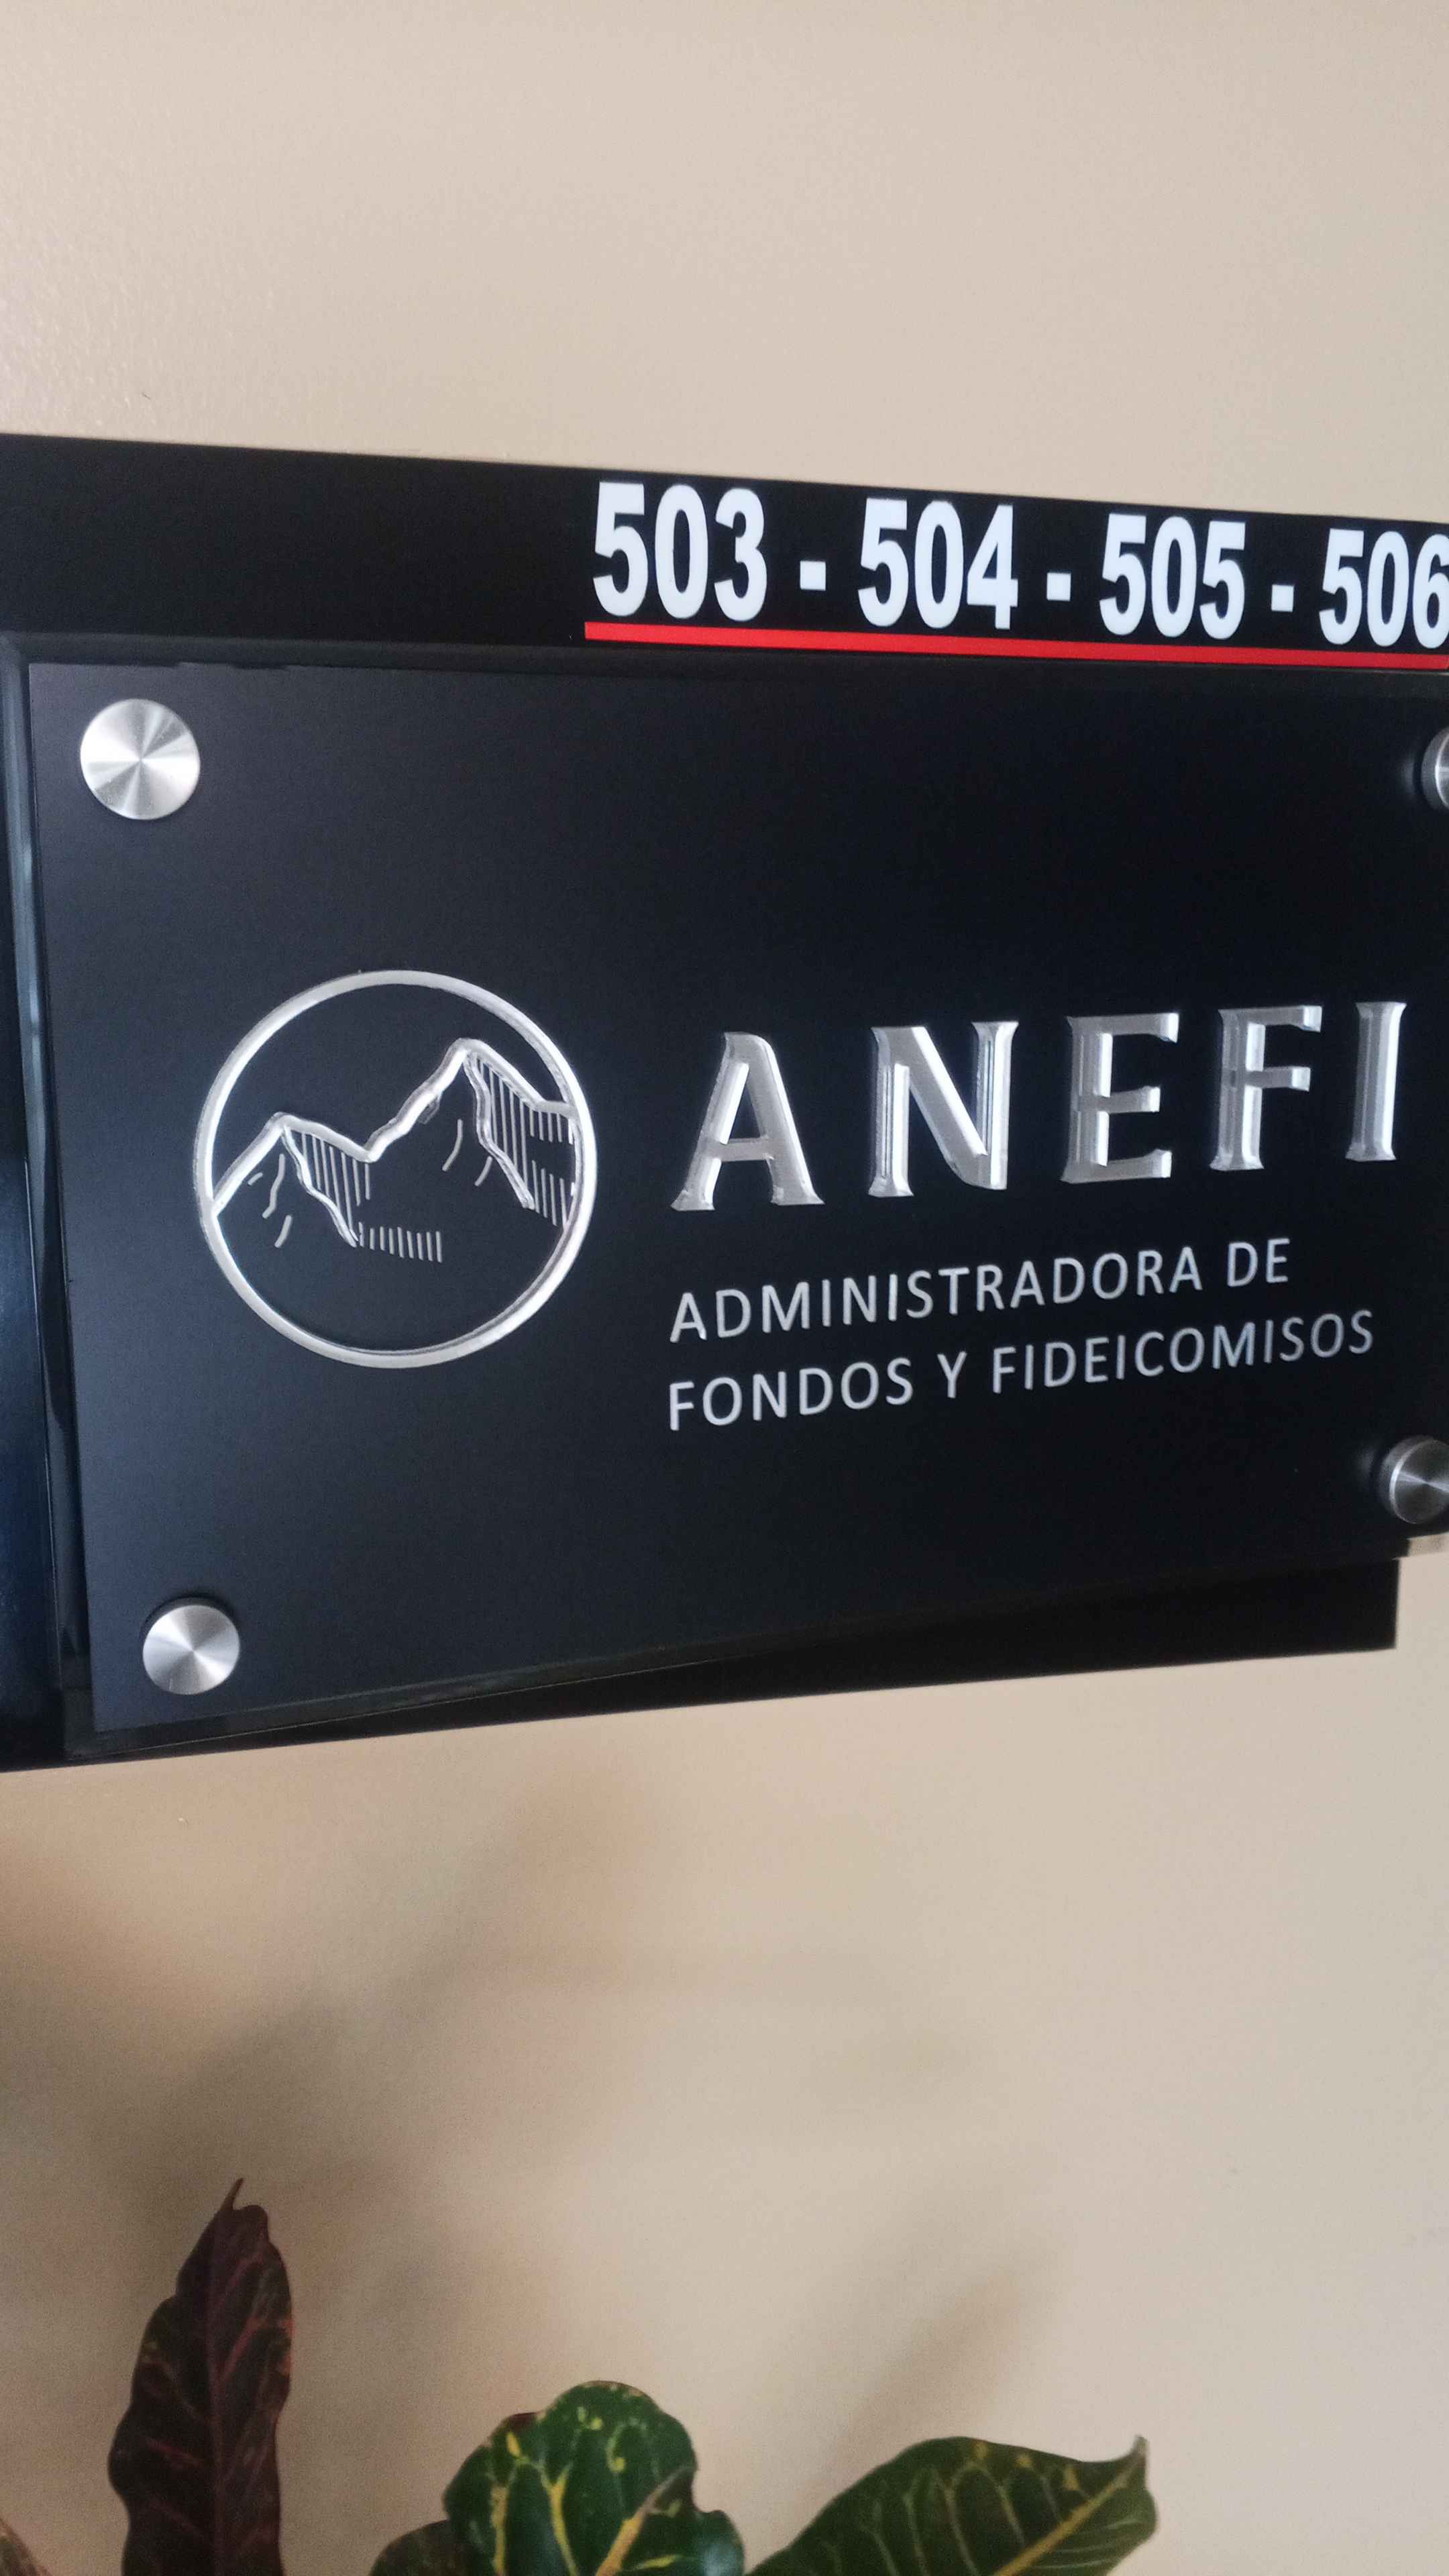 503 - 504 - 505 - 506
ANEFI
ADMINISTRADORA DE
FONDOS Y FIDEICOMISOS